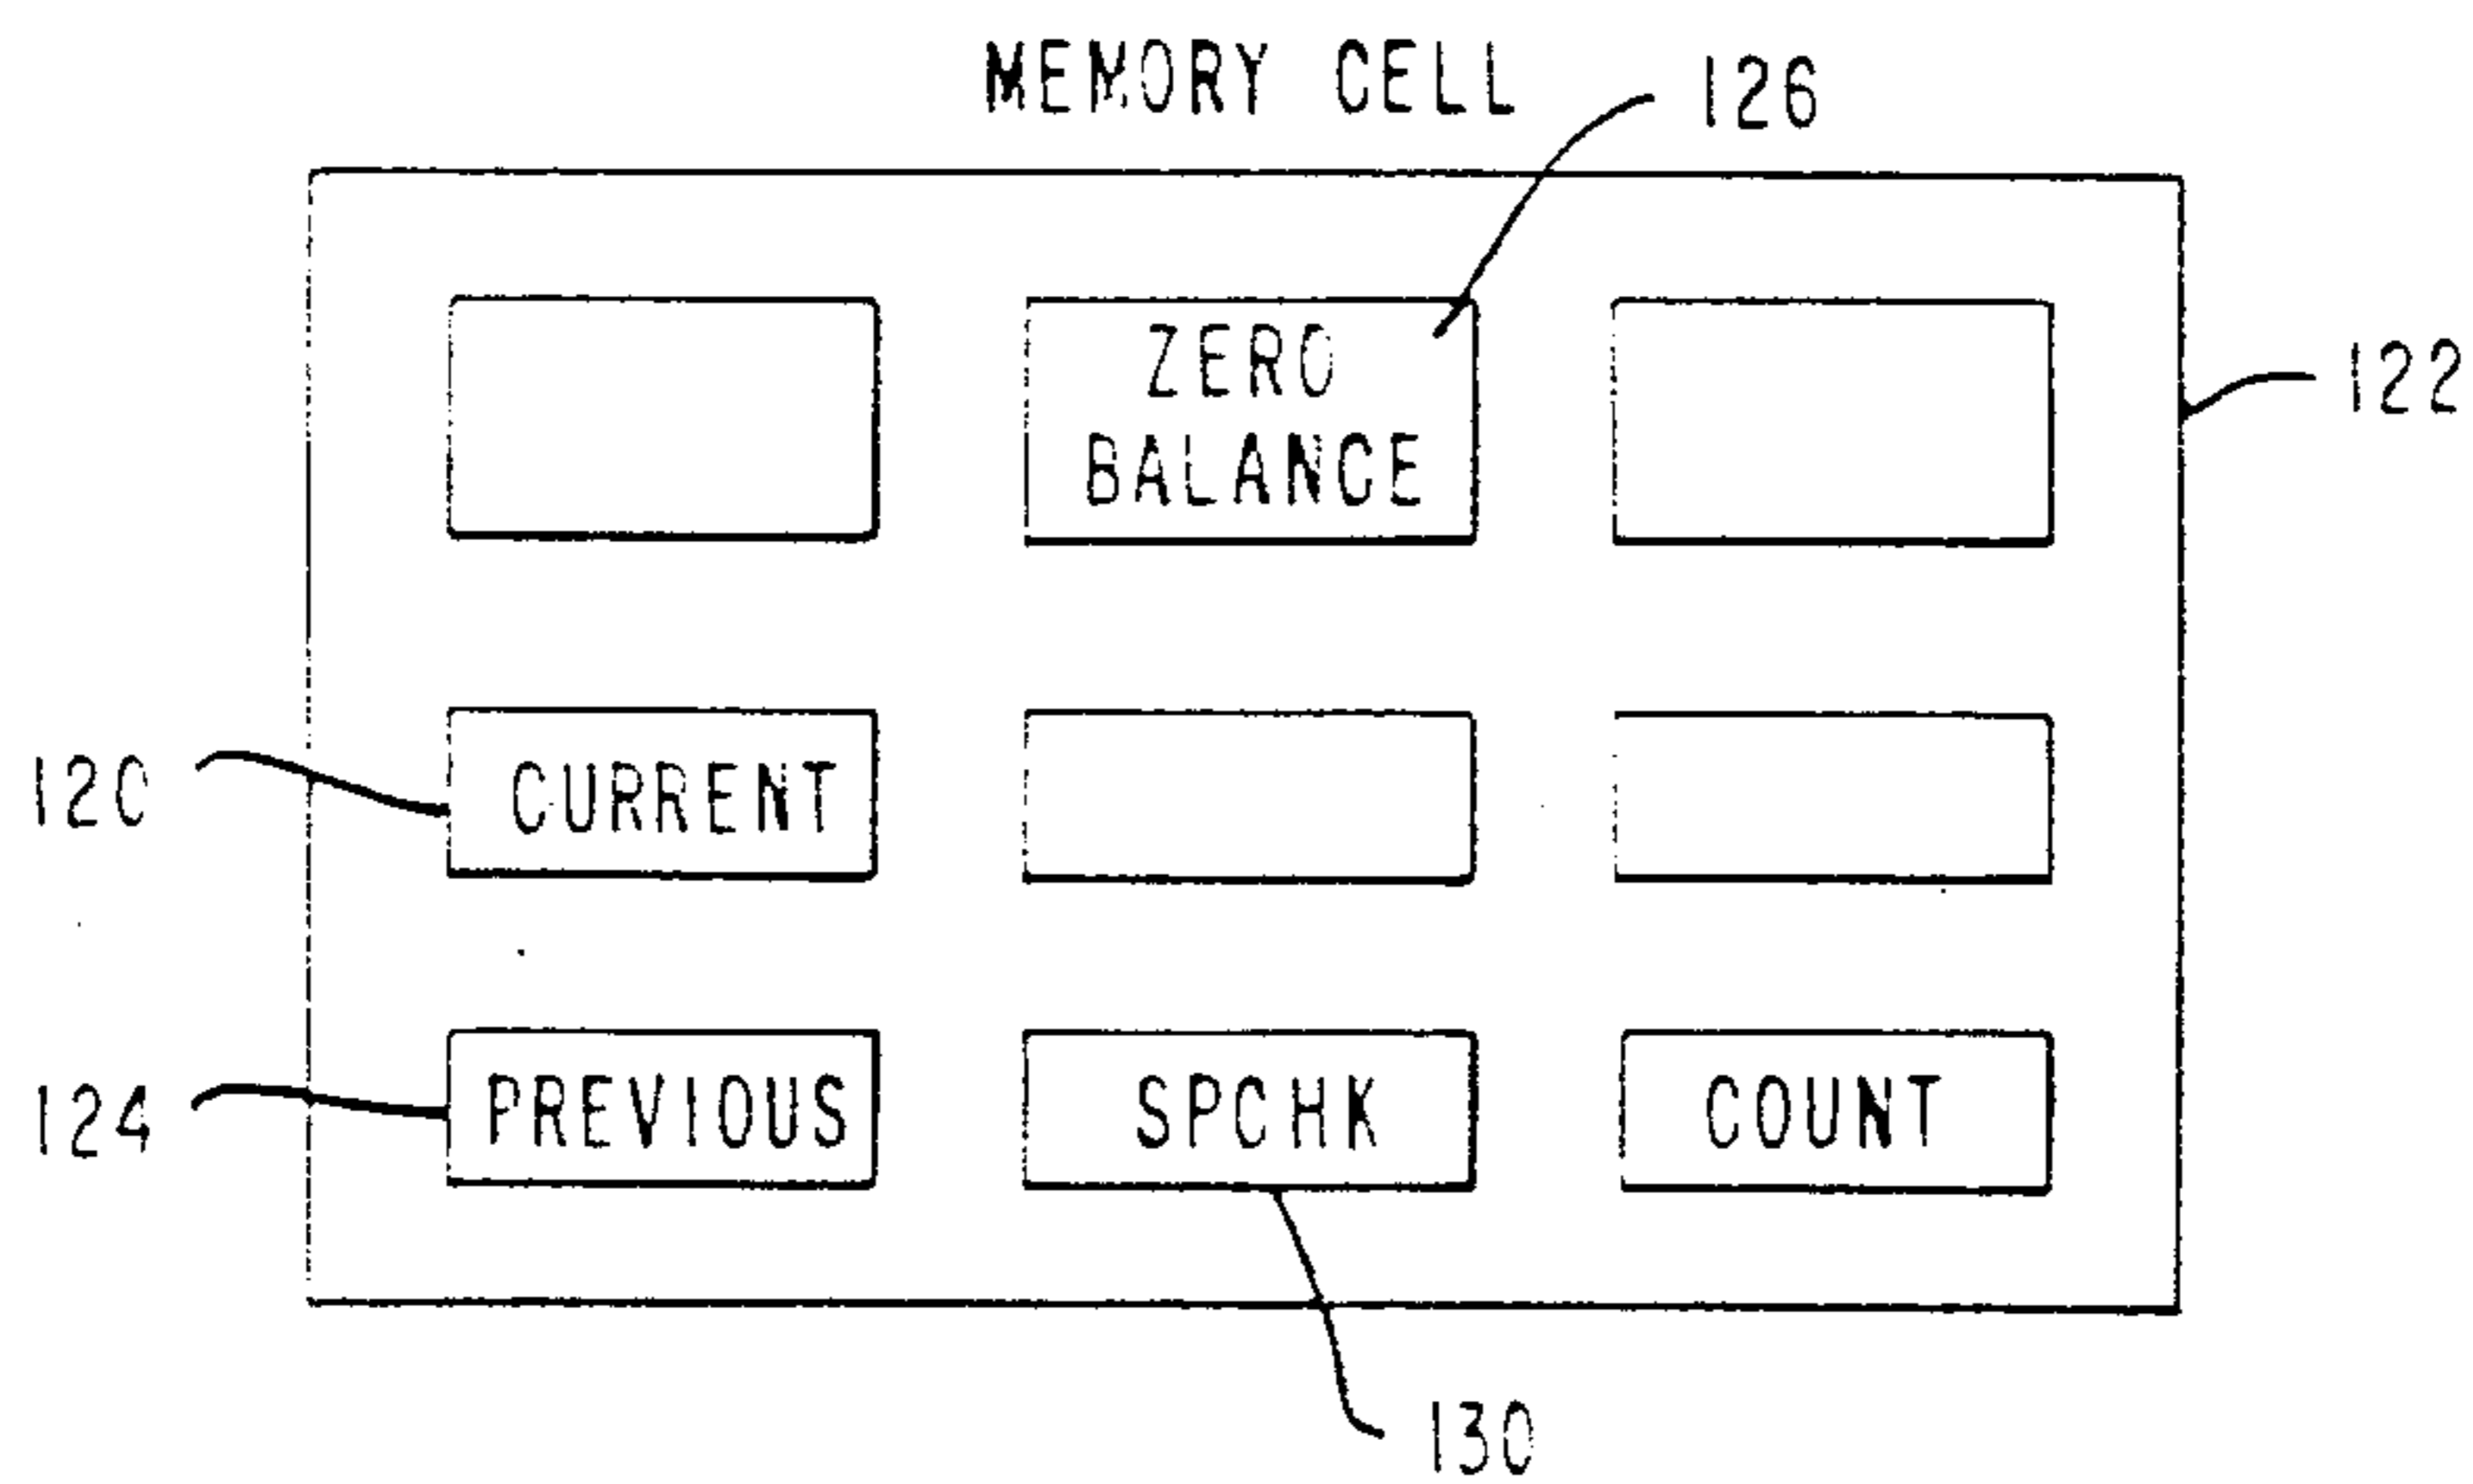 MEMORY CELL
126
ZERO
BALANCE
122
120
CURRENT
124
PREVIOUS
SPCHK
COUNT
130